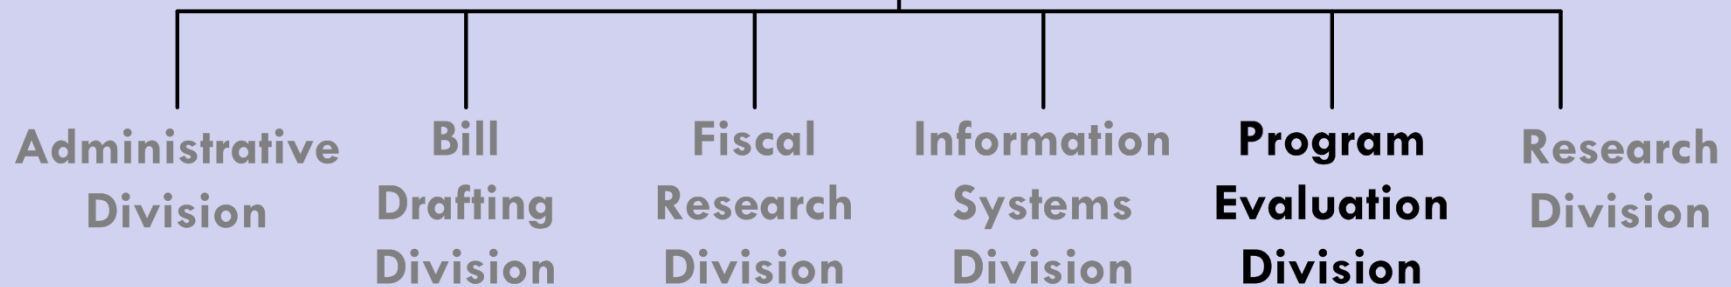 Administrative
Division
Bill
Drafting
Division
Fiscal
Research
Division
Information
Systems
Division
Program
Evaluation
Division
Research
Division